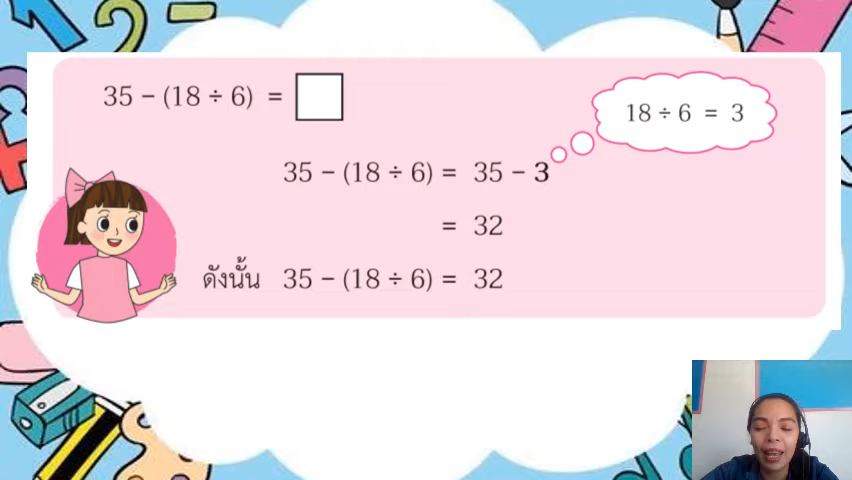 35 − (18 ÷ 6) =
18 ÷ 6 = 3
35 − (18 ÷ 6) = 35 − 3
= 32
ดังนั้น 35 − (18 ÷ 6) = 32